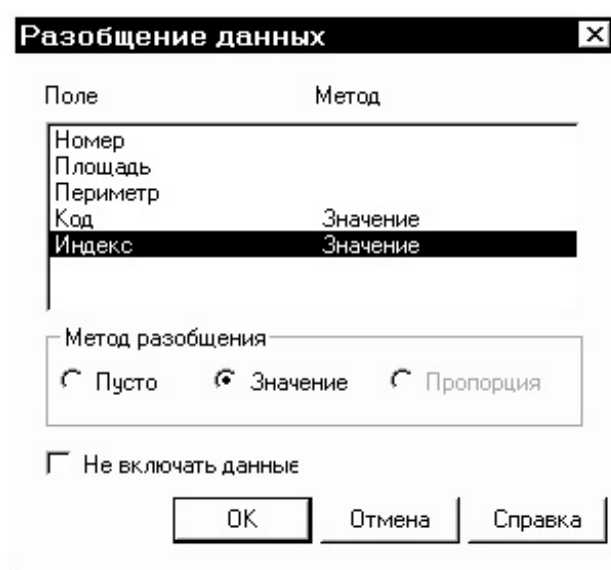 Разобщение данных
Поле Метод
Номер
Площадь
Периметр
Код Значение
Индекс Значение
Метод разобщения
Пусто Значение Пропорция
Не включать данные
OK Отмена Справка